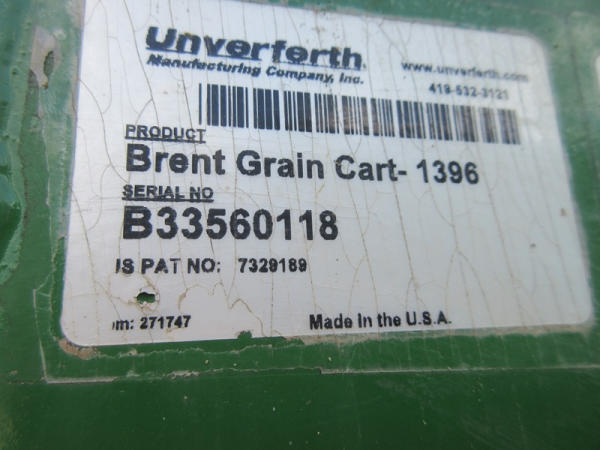 Unverferth
Manufacturing Company, Inc.
www.unverferth.com
419-532-3121
PRODUCT
Brent Grain Cart- 1396
SERIAL NO
B33560118
IS PAT NO: 7329189
m: 271747
Made in the U.S.A.